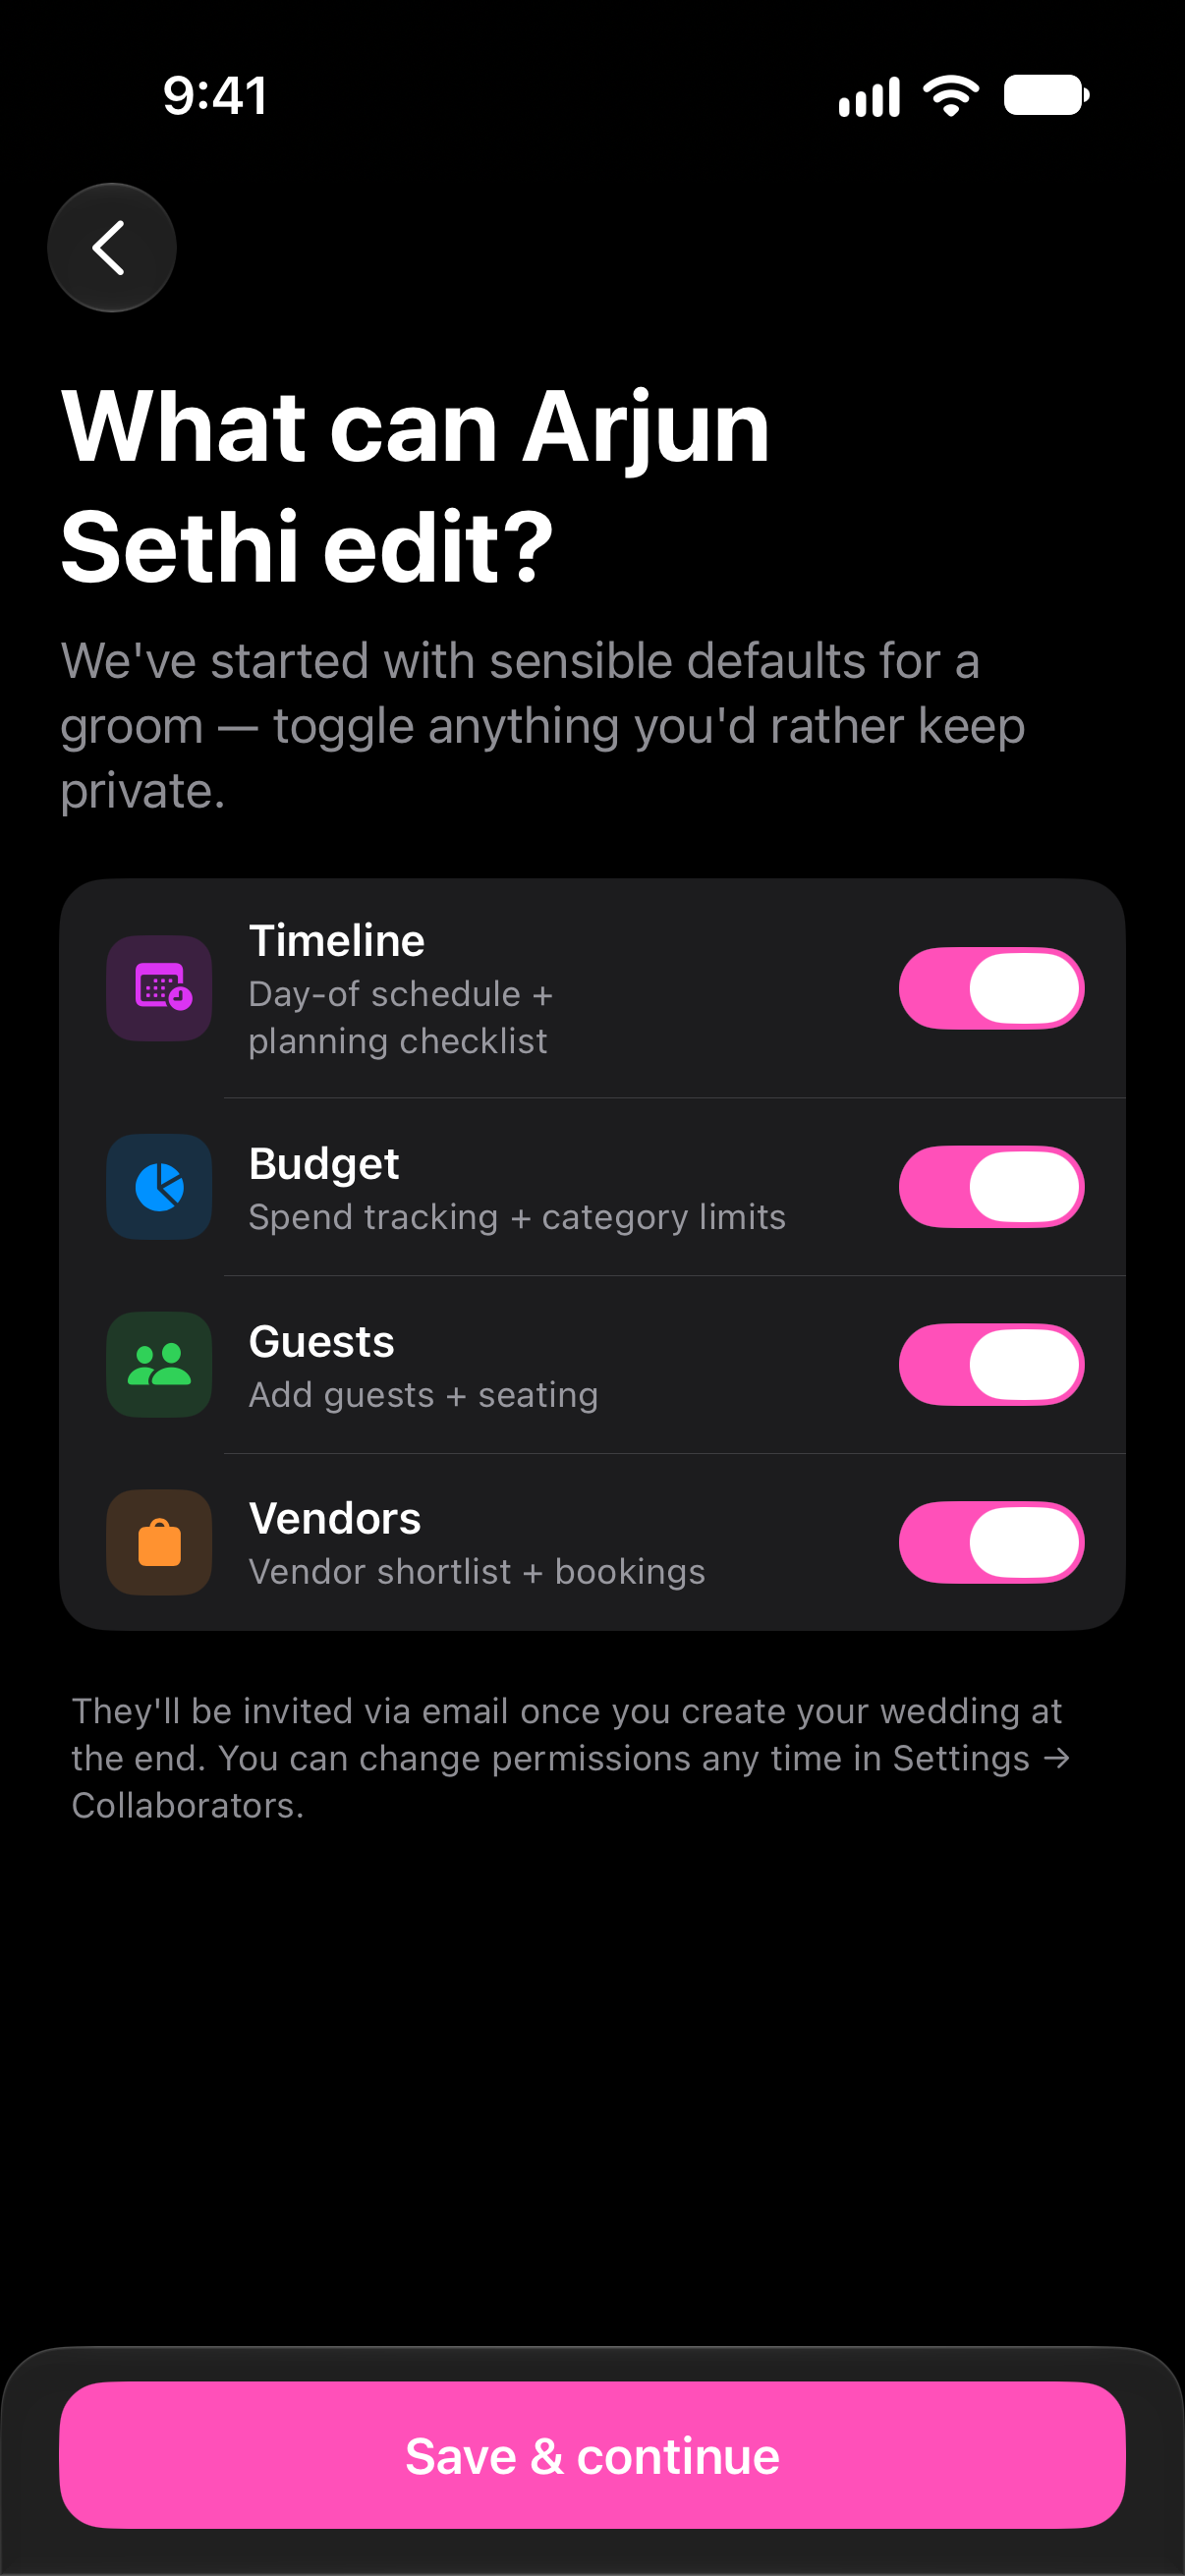 9:41
What can Arjun
Sethi edit?
We've started with sensible defaults for a
groom — toggle anything you'd rather keep
private.
Timeline
Day-of schedule +
planning checklist
Budget
Spend tracking + category limits
Guests
Add guests + seating
Vendors
Vendor shortlist + bookings
They'll be invited via email once you create your wedding at
the end. You can change permissions any time in Settings →
Collaborators.
Save & continue